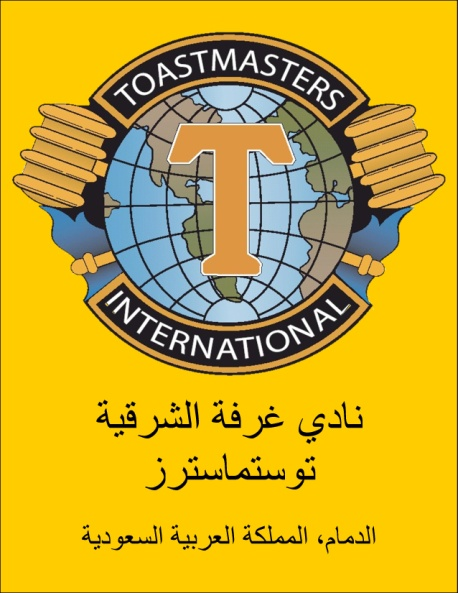 TOASTMASTERS
T
INTERNATIONAL
نادي غرفة الشرقية
توستماسترز
الدمام، المملكة العربية السعودية